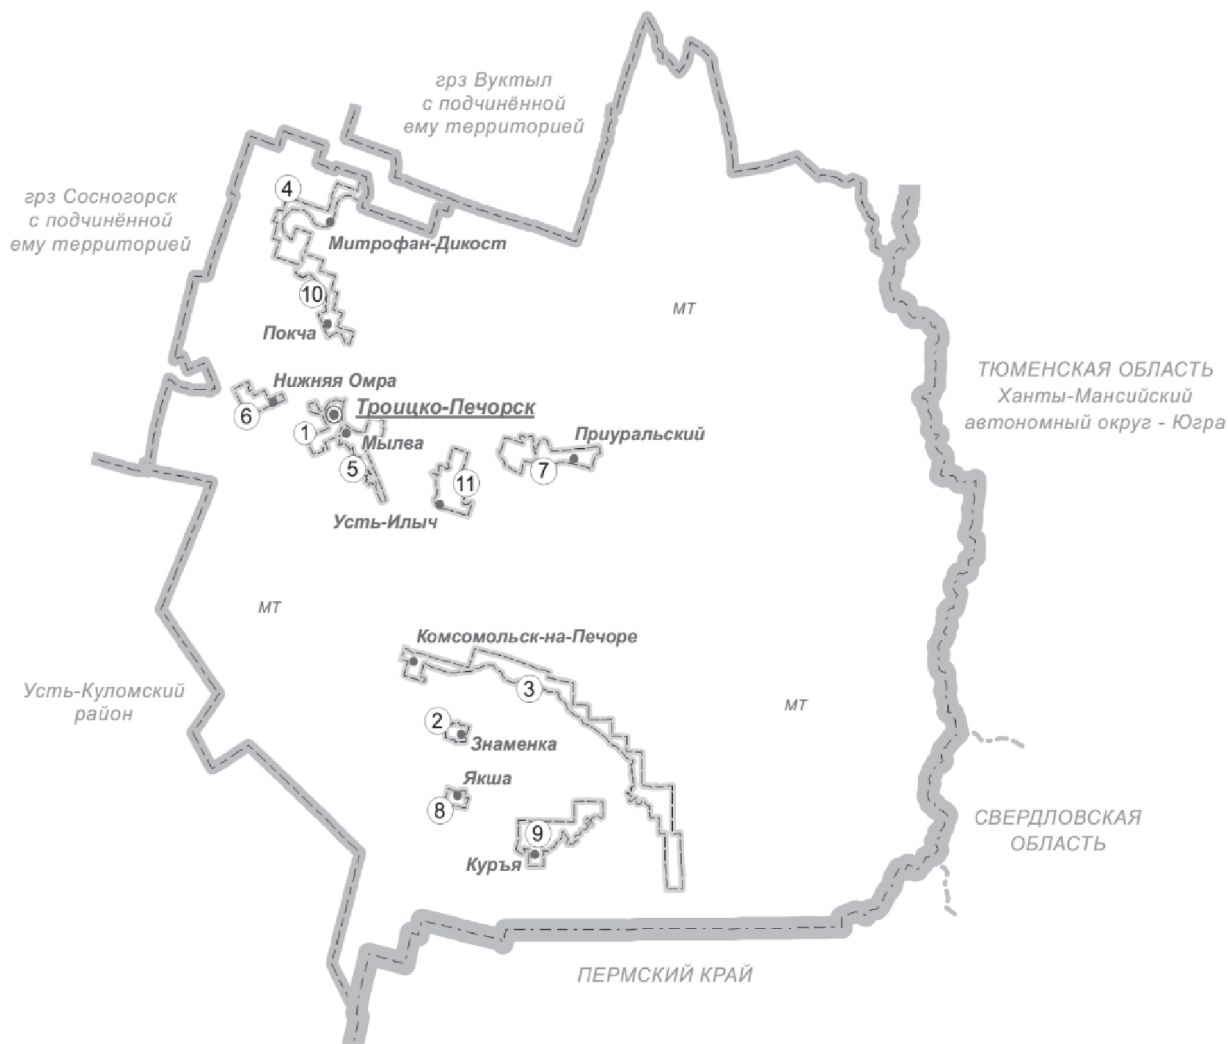 грз Вуктыл
с подчинённой
ему территорией
грз Сосногорск
с подчинённой
ему территорией
4
Митрофан-Дикост
10
Покча
МТ
ТЮМЕНСКАЯ ОБЛАСТЬ
Ханты-Мансийский
автономный округ - Югра
Нижняя Омра
6
Троицко-Печорск
1
Мылва
5
Приуральский
7
11
Усть-Илыч
МТ
Комсомольск-на-Печоре
3
Усть-Куломский
район
МТ
2
Знаменка
Якша
8
9
Куръя
СВЕРДЛОВСКАЯ
ОБЛАСТЬ
ПЕРМСКИЙ КРАЙ